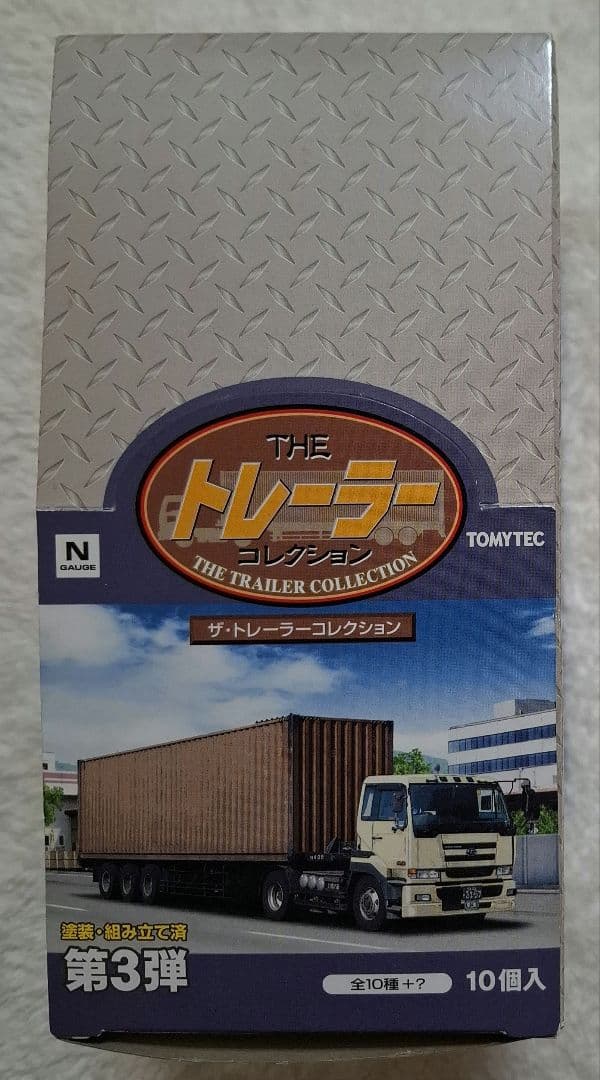 THE
トレーラー
コレクション
THE TRAILER COLLECTION
N
GAUGE
TOMYTEC
ザ・トレーラーコレクション
塗装・組み立て済
第3弾
全10種+?
10個入